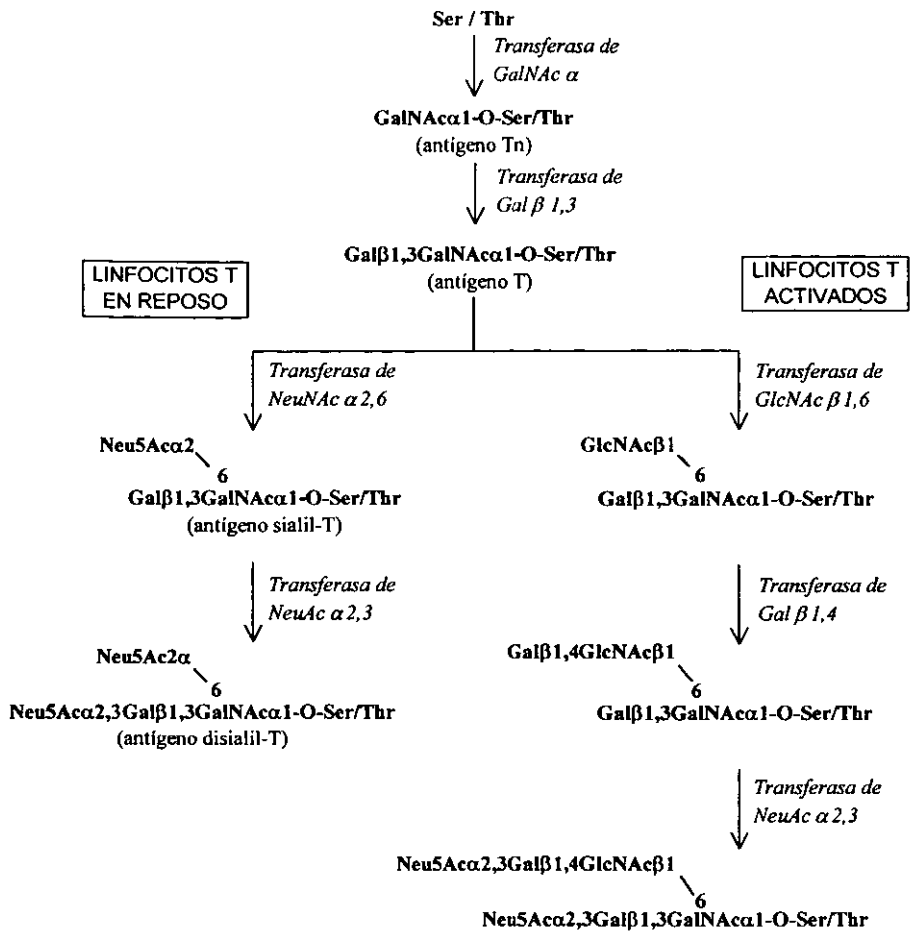 Ser / Thr
Transferasa de
GalNAc α
GalNAcα1-O-Ser/Thr
(antígeno Tn)
Transferasa de
Gal β 1,3
Galβ1,3GalNAcα1-O-Ser/Thr
(antígeno T)
LINFOCITOS T
EN REPOSO
LINFOCITOS T
ACTIVADOS
Transferasa de
NeuNAc α 2,6
Neu5Acα2
6
Galβ1,3GalNAcα1-O-Ser/Thr
(antígeno sialil-T)
Transferasa de
NeuAc α 2,3
Neu5Ac2α
6
Neu5Acα2,3Galβ1,3GalNAcα1-O-Ser/Thr
(antígeno disialil-T)
Transferasa de
GlcNAc β 1,6
GlcNAcβ1
6
Galβ1,3GalNAcα1-O-Ser/Thr
Transferasa de
Gal β 1,4
Galβ1,4GlcNAcβ1
6
Galβ1,3GalNAcα1-O-Ser/Thr
Transferasa de
NeuAc α 2,3
Neu5Acα2,3Galβ1,4GlcNAcβ1
6
Neu5Acα2,3Galβ1,3GalNAcα1-O-Ser/Thr